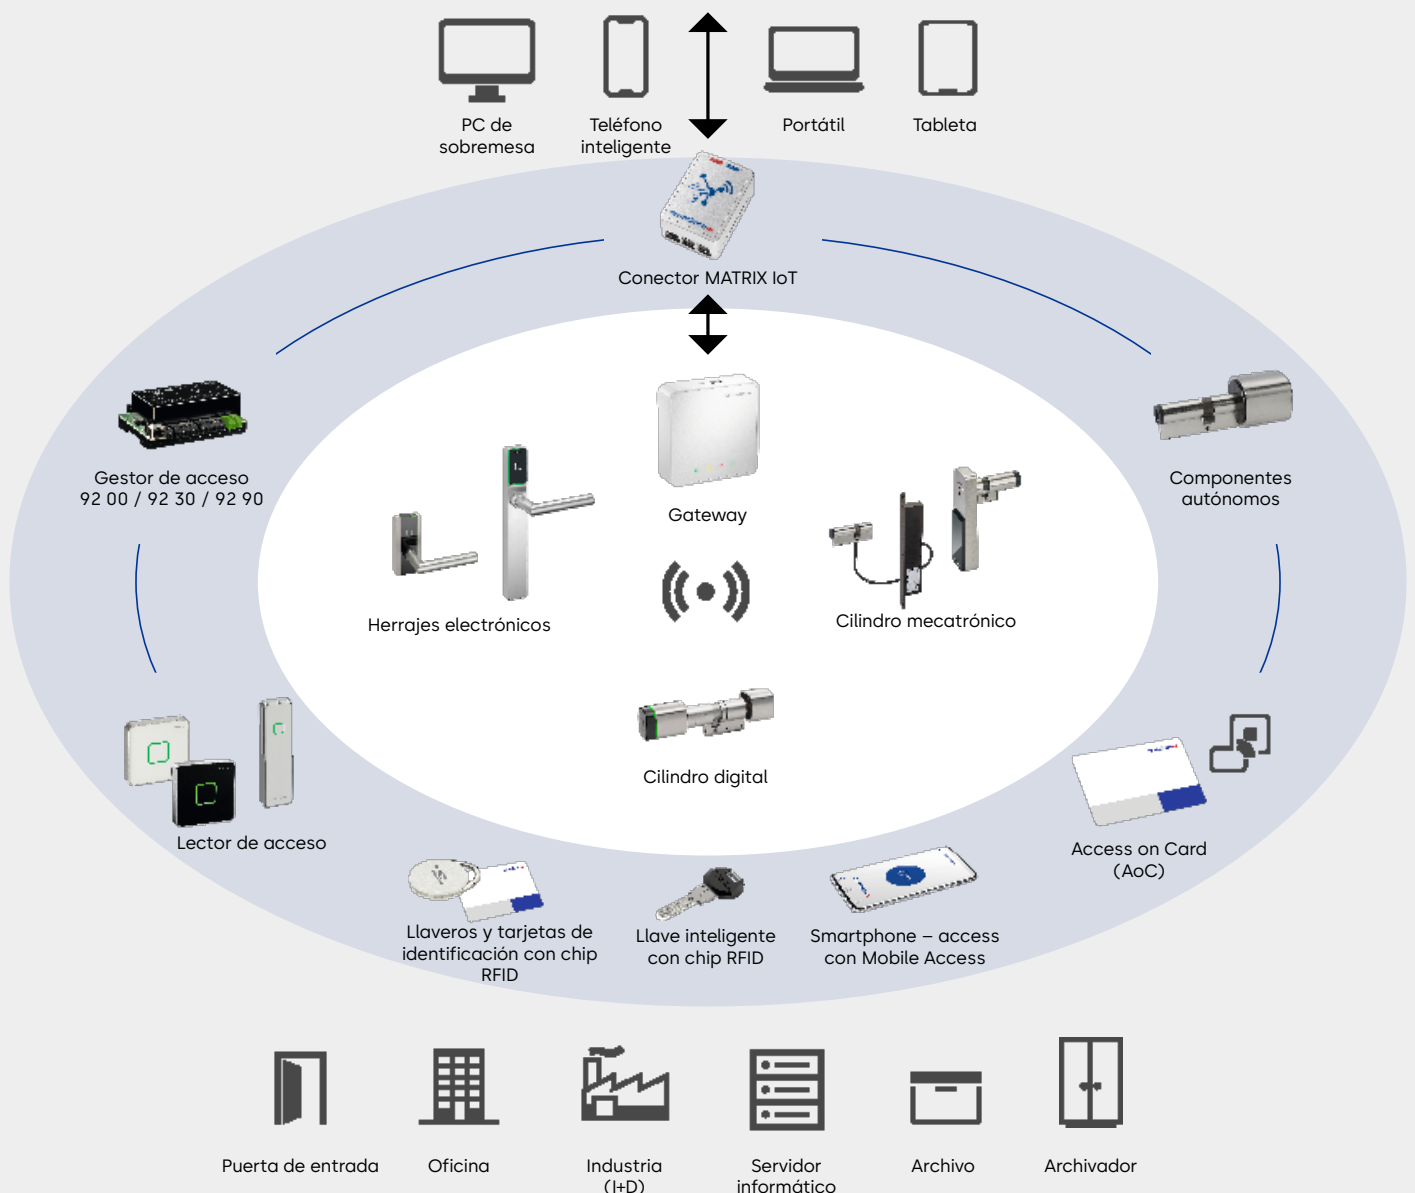 PC de
sobremesa
Teléfono
inteligente
Portátil
Tableta
Conector MATRIX IoT
Gestor de acceso
92 00 / 92 30 / 92 90
Gateway
Componentes
autónomos
Herrajes electrónicos
Cilindro mecatrónico
Cilindro digital
Lector de acceso
Access on Card
(AoC)
Llaveros y tarjetas de
identificación con chip
RFID
Llave inteligente
con chip RFID
Smartphone – access
con Mobile Access
Puerta de entrada
Oficina
Industria
(I+D)
Servidor
informático
Archivo
Archivador